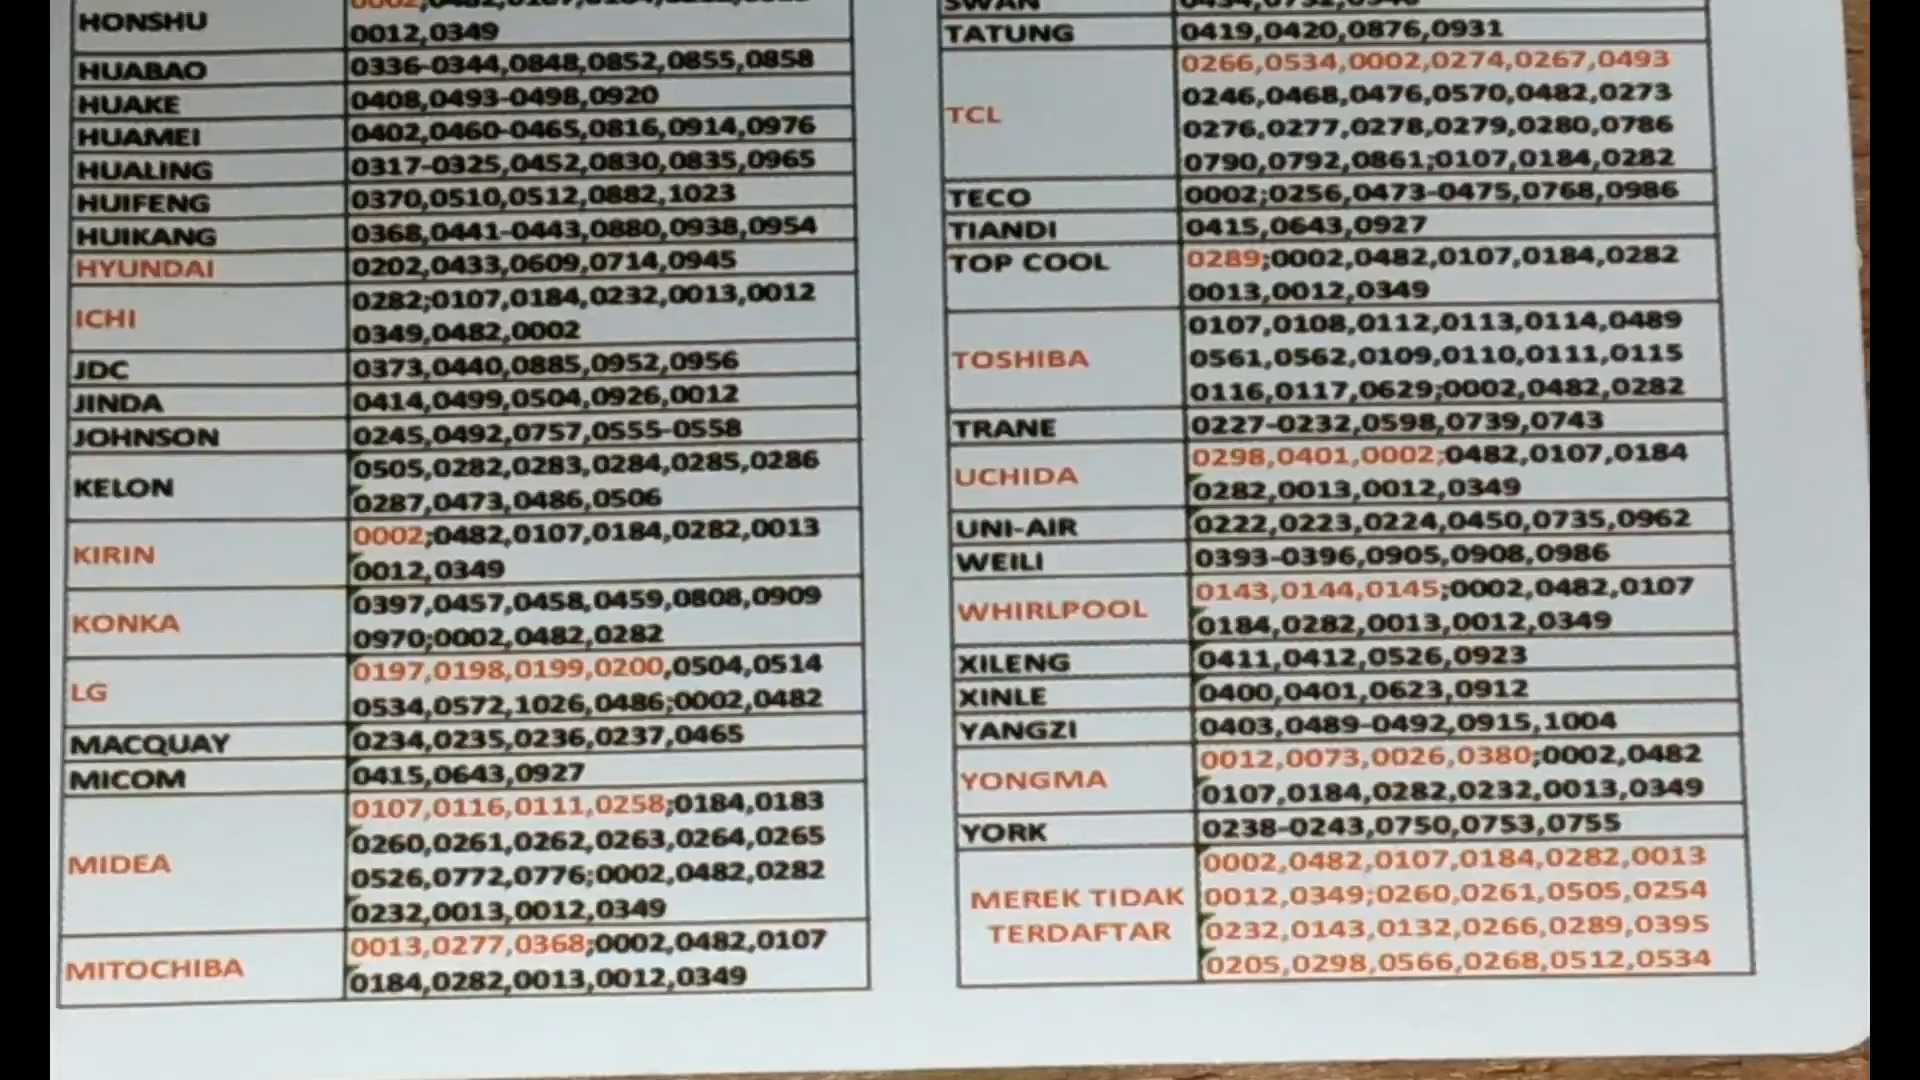 HONSHU
0012,0349
HUABAO 0336-0344,0848,0852,0855,0858
HUAKE 0408,0493-0498,0920
HUAMEI 0402,0460-0465,0816,0914,0976
HUALING 0317-0325,0452,0830,0835,0965
HUIFENG 0370,0510,0512,0882,1023
HUIKANG 0368,0441-0443,0880,0938,0954
HYUNDAI 0202,0433,0609,0714,0945
ICHI
0282;0107,0184,0232,0013,0012
0349,0482,0002
JDC 0373,0440,0885,0952,0956
JINDA 0414,0499,0504,0926,0012
JOHNSON 0245,0492,0757,0555-0558
KELON
0505,0282,0283,0284,0285,0286
0287,0473,0486,0506
KIRIN
0002;0482,0107,0184,0282,0013
0012,0349
KONKA
0397,0457,0458,0459,0808,0909
0970;0002,0482,0282
LG
0197,0198,0199,0200,0504,0514
0534,0572,1026,0486;0002,0482
MACQUAY 0234,0235,0236,0237,0465
MICOM 0415,0643,0927
MIDEA
0107,0116,0111,0258;0184,0183
0260,0261,0262,0263,0264,0265
0526,0772,0776;0002,0482,0282
0232,0013,0012,0349
MITOCHIBA
0013,0277,0368;0002,0482,0107
0184,0282,0013,0012,0349
SWAN
TATUNG 0419,0420,0876,0931
TCL
0266,0534,0002,0274,0267,0493
0246,0468,0476,0570,0482,0273
0276,0277,0278,0279,0280,0786
0790,0792,0861;0107,0184,0282
TECO 0002;0256,0473-0475,0768,0986
TIANDI 0415,0643,0927
TOP COOL
0289;0002,0482,0107,0184,0282
0013,0012,0349
TOSHIBA
0107,0108,0112,0113,0114,0489
0561,0562,0109,0110,0111,0115
0116,0117,0629;0002,0482,0282
TRANE 0227-0232,0598,0739,0743
UCHIDA
0298,0401,0002;0482,0107,0184
0282,0013,0012,0349
UNI-AIR 0222,0223,0224,0450,0735,0962
WEILI 0393-0396,0905,0908,0986
WHIRLPOOL
0143,0144,0145;0002,0482,0107
0184,0282,0013,0012,0349
XILENG 0411,0412,0526,0923
XINLE 0400,0401,0623,0912
YANGZI 0403,0489-0492,0915,1004
YONGMA
0012,0073,0026,0380;0002,0482
0107,0184,0282,0232,0013,0349
YORK 0238-0243,0750,0753,0755
MEREK TIDAK
TERDAFTAR
0002,0482,0107,0184,0282,0013
0012,0349;0260,0261,0505,0254
0232,0143,0132,0266,0289,0395
0205,0298,0566,0268,0512,0534